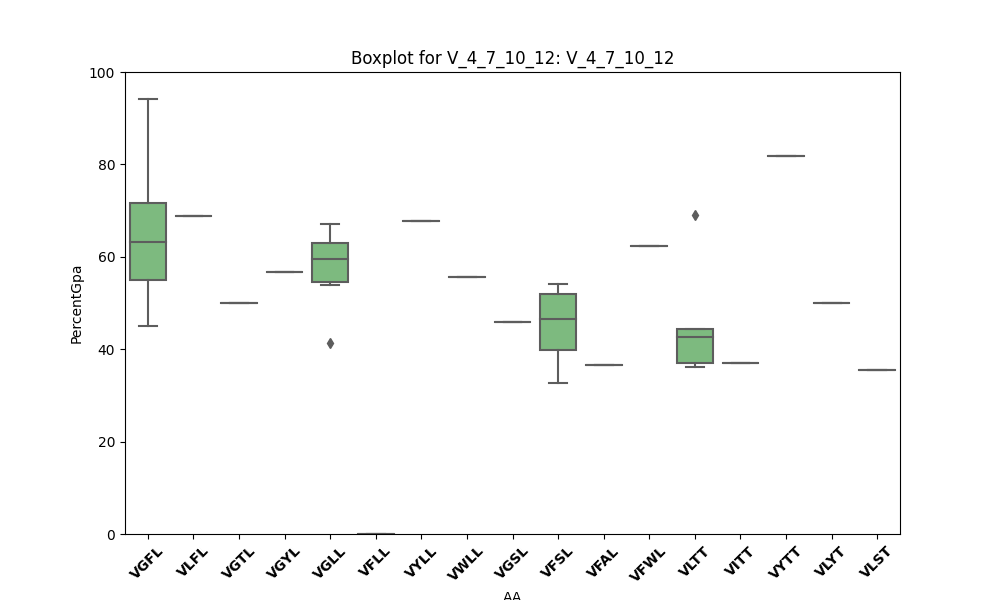 Boxplot for V_4_7_10_12: V_4_7_10_12
100
80
60
40
20
0
PercentGpa
VGFL
VLFL
VGTL
VGYL
VGLL
VFLL
VYLL
VWLL
VGSL
VFSL
VFAL
VFWL
VLTT
VITT
VYTT
VLYT
VLST
AA